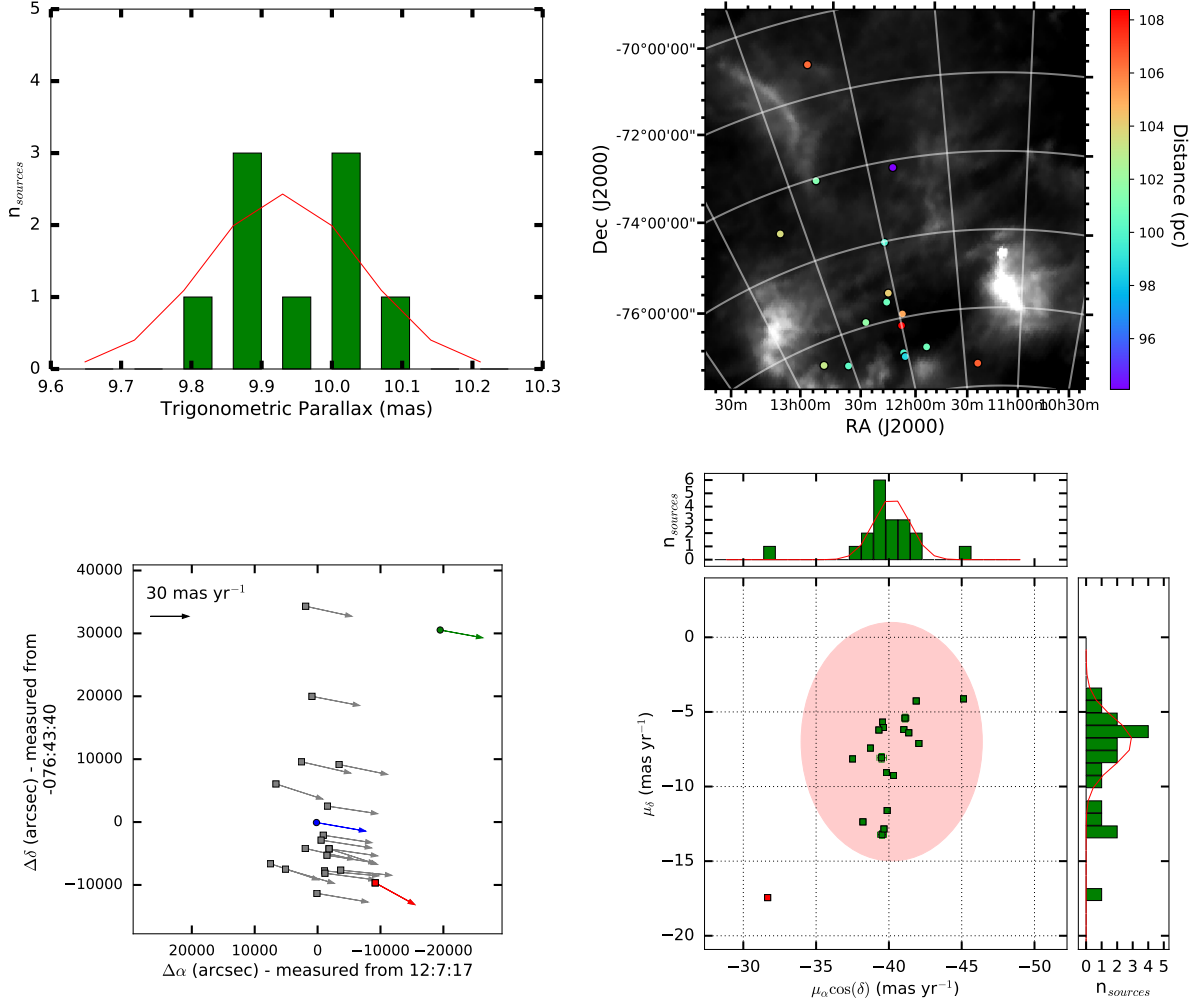 5
4
3
2
1
0
n_sources
9.6 9.7 9.8 9.9 10.0 10.1 10.2 10.3
Trigonometric Parallax (mas)
-70°00'00"
-72°00'00"
-74°00'00"
-76°00'00"
Dec (J2000)
30m 13h00m 30m 12h00m 30m 11h00m 10h30m
RA (J2000)
108
106
104
102
100
98
96
Distance (pc)
40000
30000
20000
10000
0
−10000
30 mas yr⁻¹
Δδ (arcsec) - measured from
-076:43:40
20000 10000 0 −10000 −20000
Δα (arcsec) - measured from 12:7:17
6
5
4
3
2
1
0
n_sources
0
−5
−10
−15
−20
μ_δ (mas yr⁻¹)
−30 −35 −40 −45 −50
μ_α cos(δ) (mas yr⁻¹)
0 1 2 3 4 5
n_sources